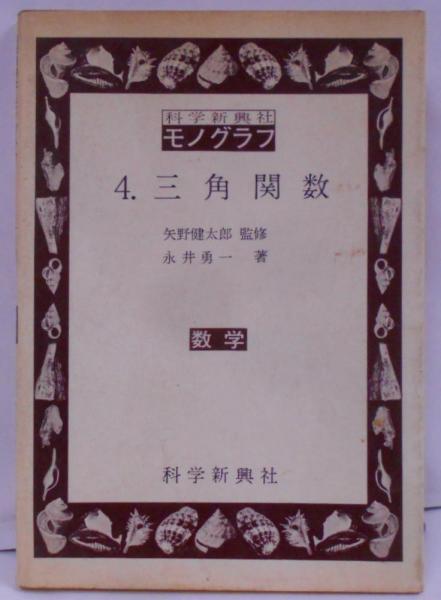 科学新興社
モノグラフ
4. 三角関数
矢野健太郎 監修
永井勇一 著
数学
科学新興社